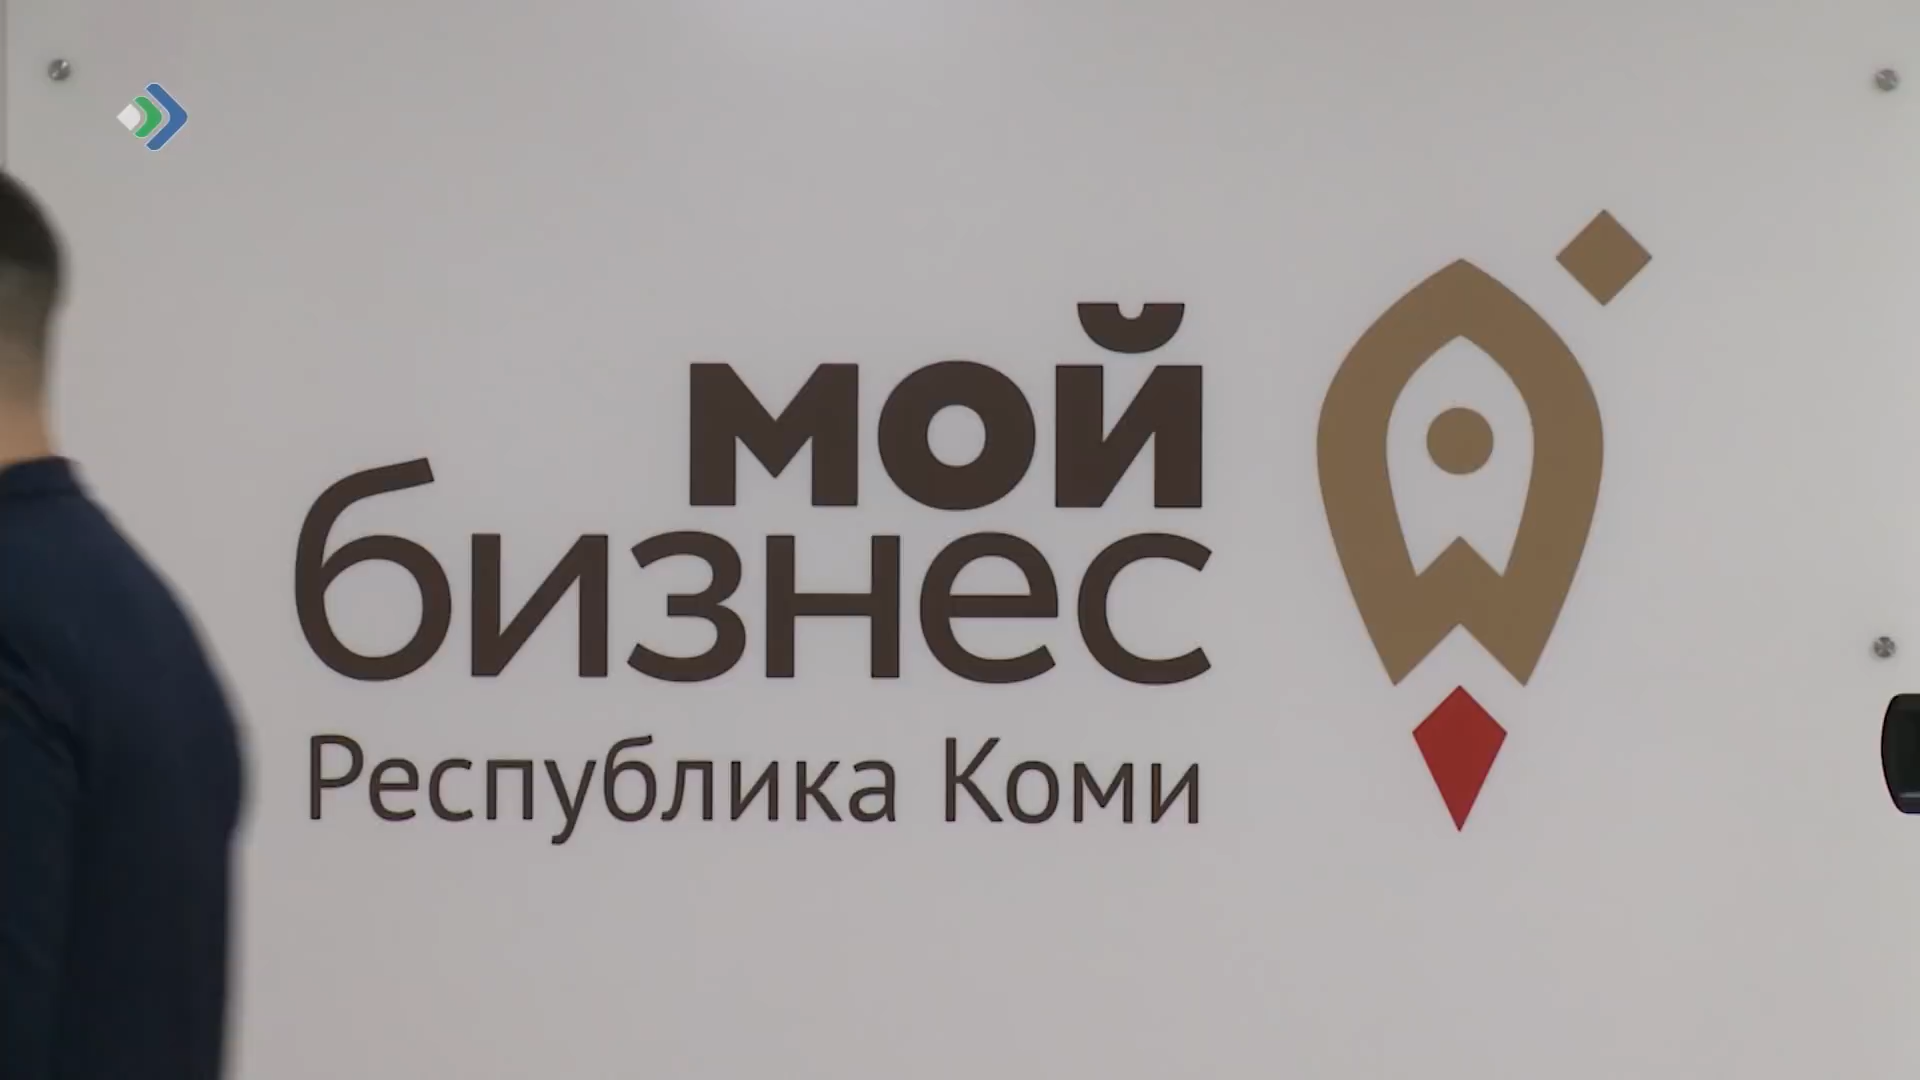 мой
бизнес
Республика Коми